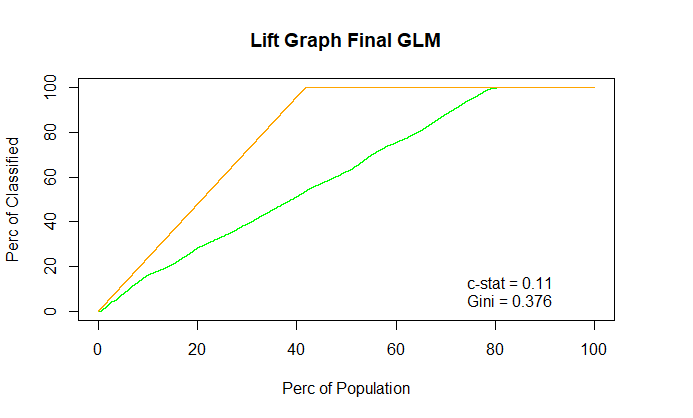 Lift Graph Final GLM
Perc of Classified
100
80
60
40
20
0
c-stat = 0.11
Gini = 0.376
0 20 40 60 80 100
Perc of Population